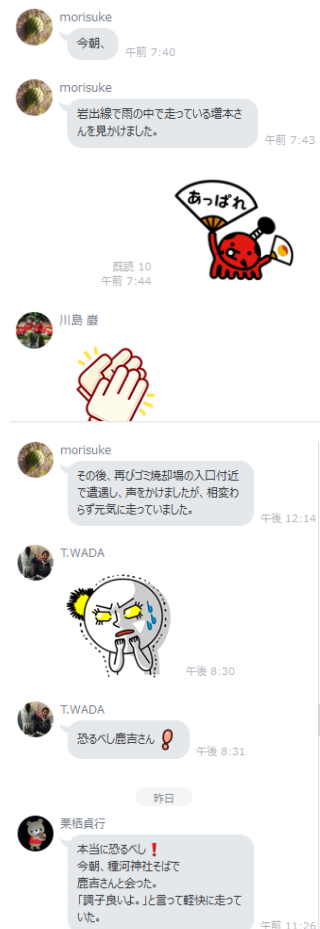 morisuke
今朝、
午前 7:40
morisuke
岩出線で雨の中で走っている増本さ
んを見かけました。
午前 7:43
あっぱれ
既読 10
午前 7:44
川島 巌
morisuke
その後、再びゴミ焼却場の入口付近
で遭遇し、声をかけましたが、相変わ
らず元気に走っていました。
午後 12:14
T.WADA
午後 8:30
T.WADA
恐るべし鹿吉さん❗
午後 8:31
昨日
栗栖貞行
本当に恐るべし❗
今朝、種河神社そばで
鹿吉さんと会った。
「調子良いよ。」と言って軽快に走って
いた。
午前 11:26